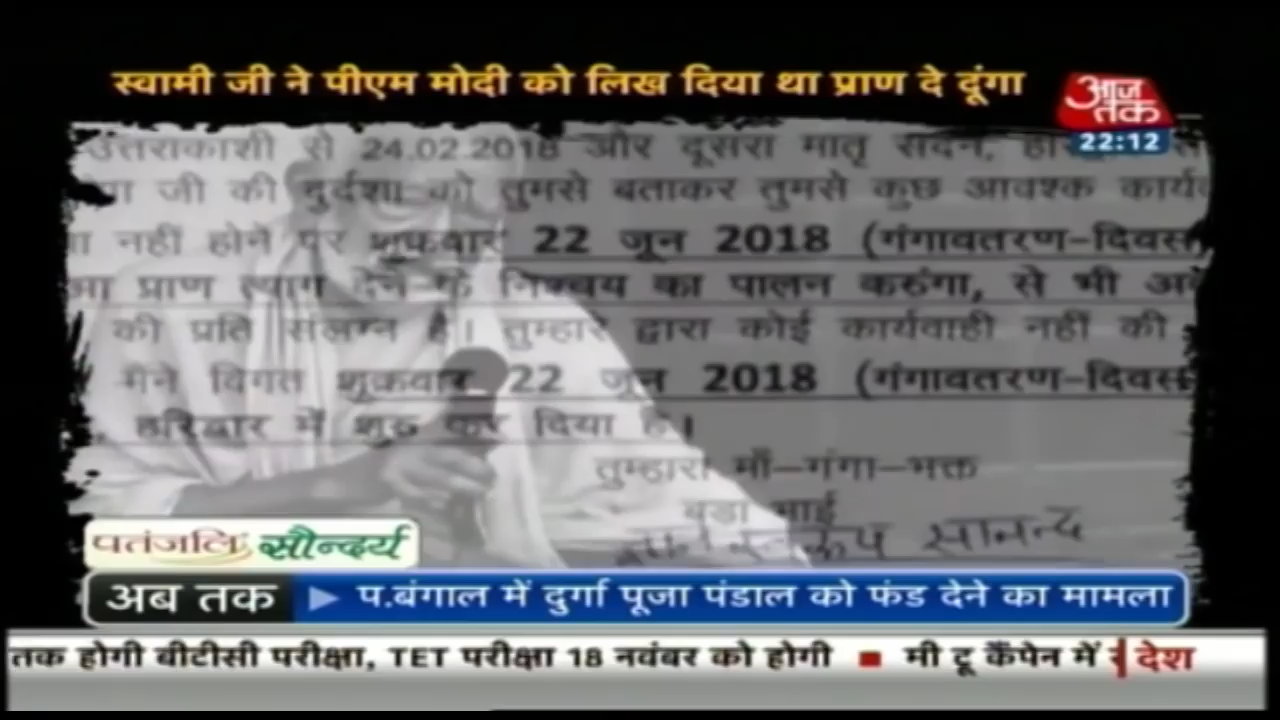 स्वामी जी ने पीएम मोदी को लिख दिया था प्राण दे दूंगा
आज तक
22:12
उत्तराकाशी से 24.02.2018 और दूसरा मातृ सदन,
जी की दुर्दशा को तुमसे बताकर तुमसे कुछ आवश्क
नहीं होने पर शुक्रवार 22 जून 2018 (गंगावतरण-दिवस
प्राण त्याग देने के निश्चय का पालन करुंगा, से भी
की प्रति संलग्न है। तुम्हारे द्वारा कोई कार्यवाही नहीं की
मैने विगत शुक्रवार 22 जून 2018 (गंगावतरण-दिवस
, हरिद्वार में शुरु कर दिया है।
तुम्हारा माँ-गंगा-भक्त
बड़ा भाई
सानन्द
पतंजलि सौन्दर्य
अब तक ▶ प.बंगाल में दुर्गा पूजा पंडाल को फंड देने का मामला
तक होगी बीटीसी परीक्षा, TET परीक्षा 18 नवंबर को होगी ■ मी टू कैंपेन में देश